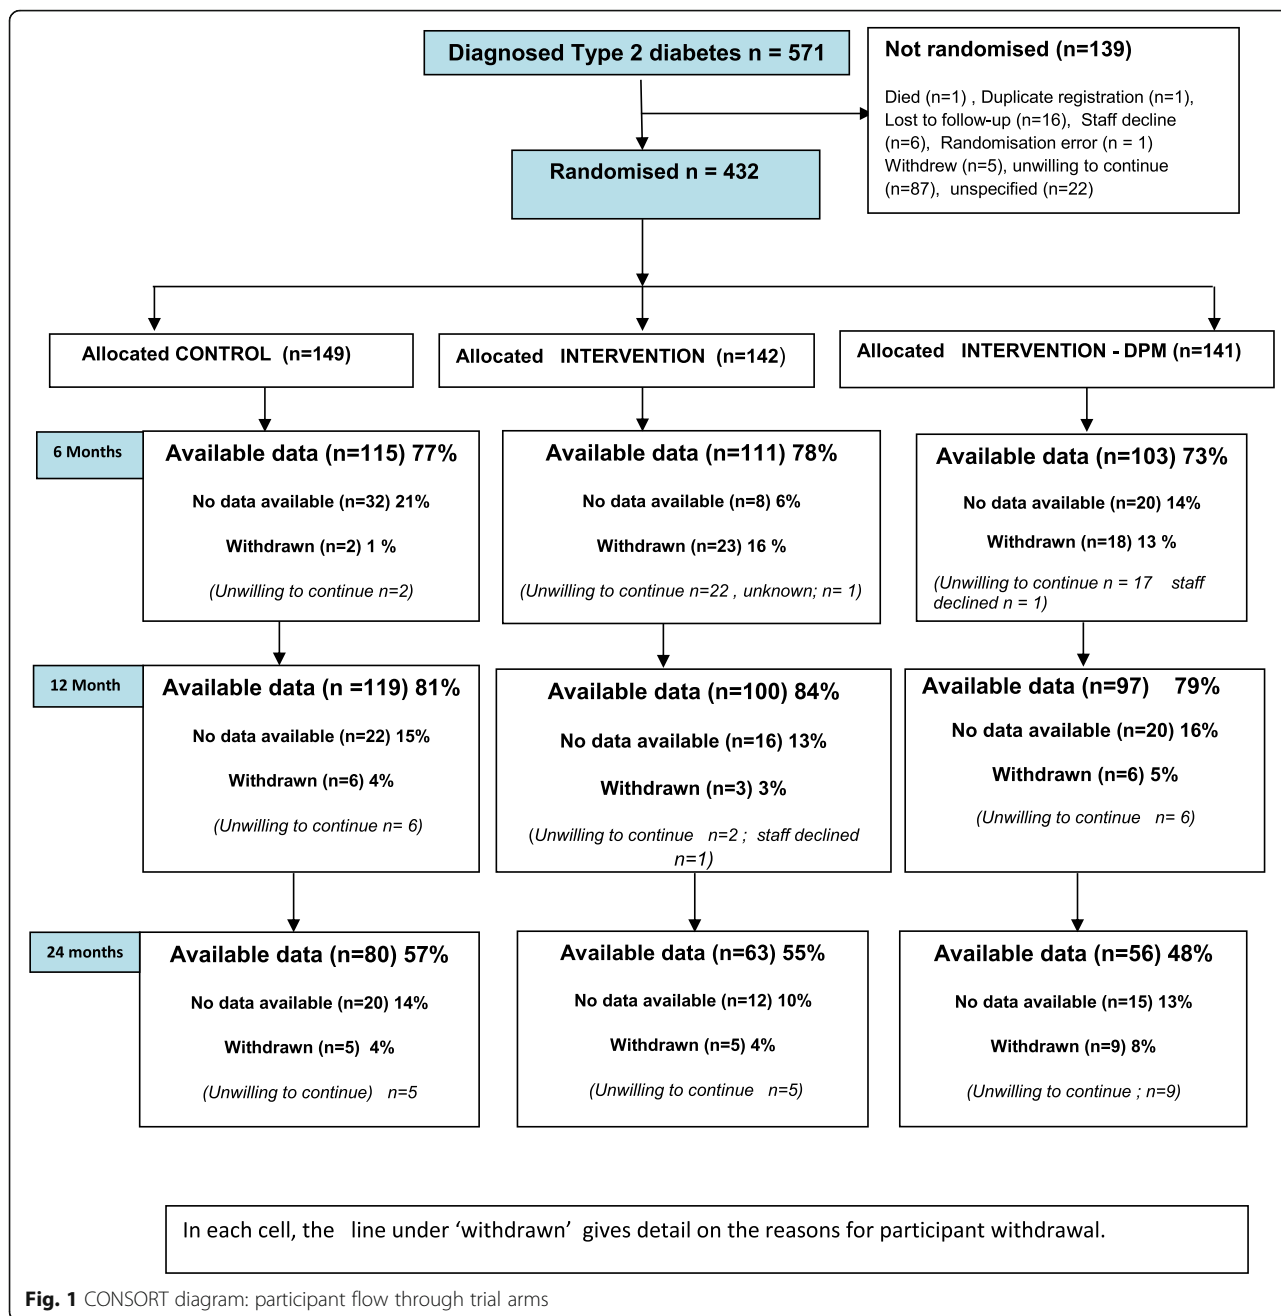 Diagnosed Type 2 diabetes n = 571
Not randomised (n=139)
Died (n=1) , Duplicate registration (n=1),
Lost to follow-up (n=16), Staff decline
(n=6), Randomisation error (n = 1)
Withdrew (n=5), unwilling to continue
(n=87), unspecified (n=22)
Randomised n = 432
Allocated CONTROL (n=149)
Allocated INTERVENTION (n=142)
Allocated INTERVENTION - DPM (n=141)
6 Months
Available data (n=115) 77%
No data available (n=32) 21%
Withdrawn (n=2) 1 %
(Unwilling to continue n=2)
Available data (n=111) 78%
No data available (n=8) 6%
Withdrawn (n=23) 16 %
(Unwilling to continue n=22 , unknown; n= 1)
Available data (n=103) 73%
No data available (n=20) 14%
Withdrawn (n=18) 13 %
(Unwilling to continue n = 17 staff
declined n = 1)
12 Month
Available data (n =119) 81%
No data available (n=22) 15%
Withdrawn (n=6) 4%
(Unwilling to continue n= 6)
Available data (n=100) 84%
No data available (n=16) 13%
Withdrawn (n=3) 3%
(Unwilling to continue n=2 ; staff declined
n=1)
Available data (n=97) 79%
No data available (n=20) 16%
Withdrawn (n=6) 5%
(Unwilling to continue n= 6)
24 months
Available data (n=80) 57%
No data available (n=20) 14%
Withdrawn (n=5) 4%
(Unwilling to continue) n=5
Available data (n=63) 55%
No data available (n=12) 10%
Withdrawn (n=5) 4%
(Unwilling to continue n=5)
Available data (n=56) 48%
No data available (n=15) 13%
Withdrawn (n=9) 8%
(Unwilling to continue ; n=9)
In each cell, the line under ‘withdrawn’ gives detail on the reasons for participant withdrawal.
Fig. 1 CONSORT diagram: participant flow through trial arms